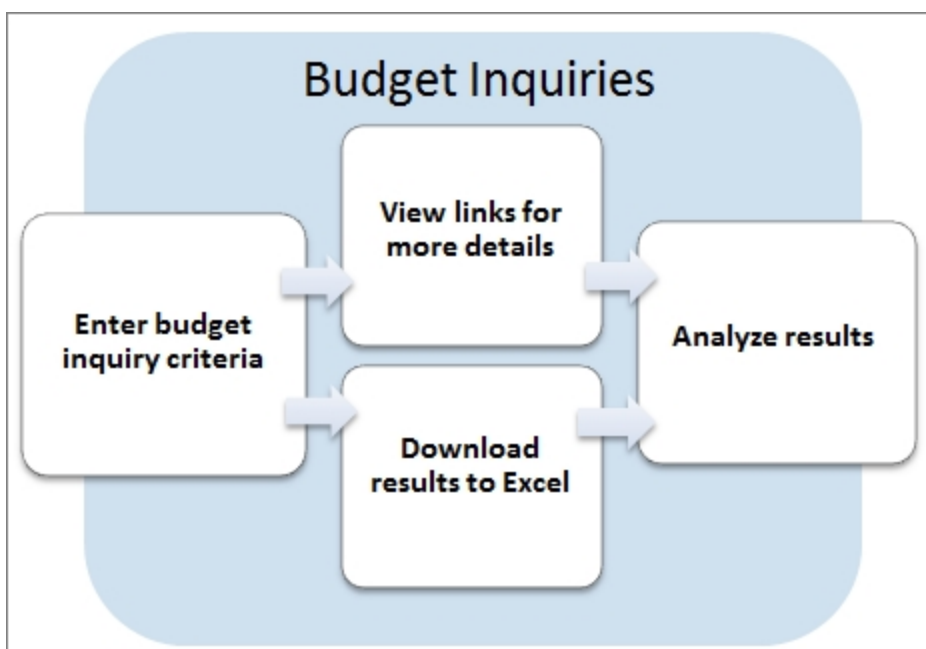 Budget Inquiries
Enter budget
inquiry criteria
View links for
more details
Download
results to Excel
Analyze results